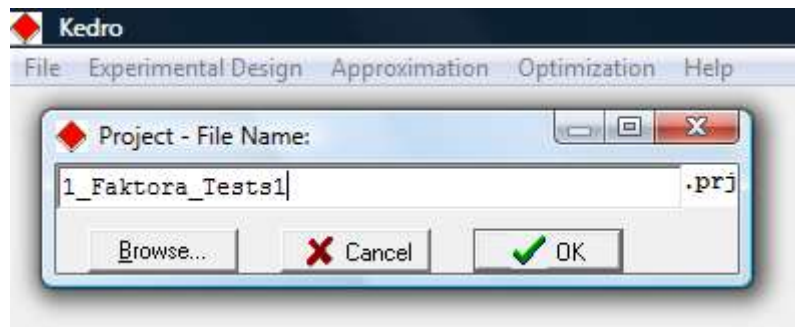 Kedro
File Experimental Design Approximation Optimization Help
Project - File Name:
1_Faktora_Tests1 .prj
Browse... Cancel OK